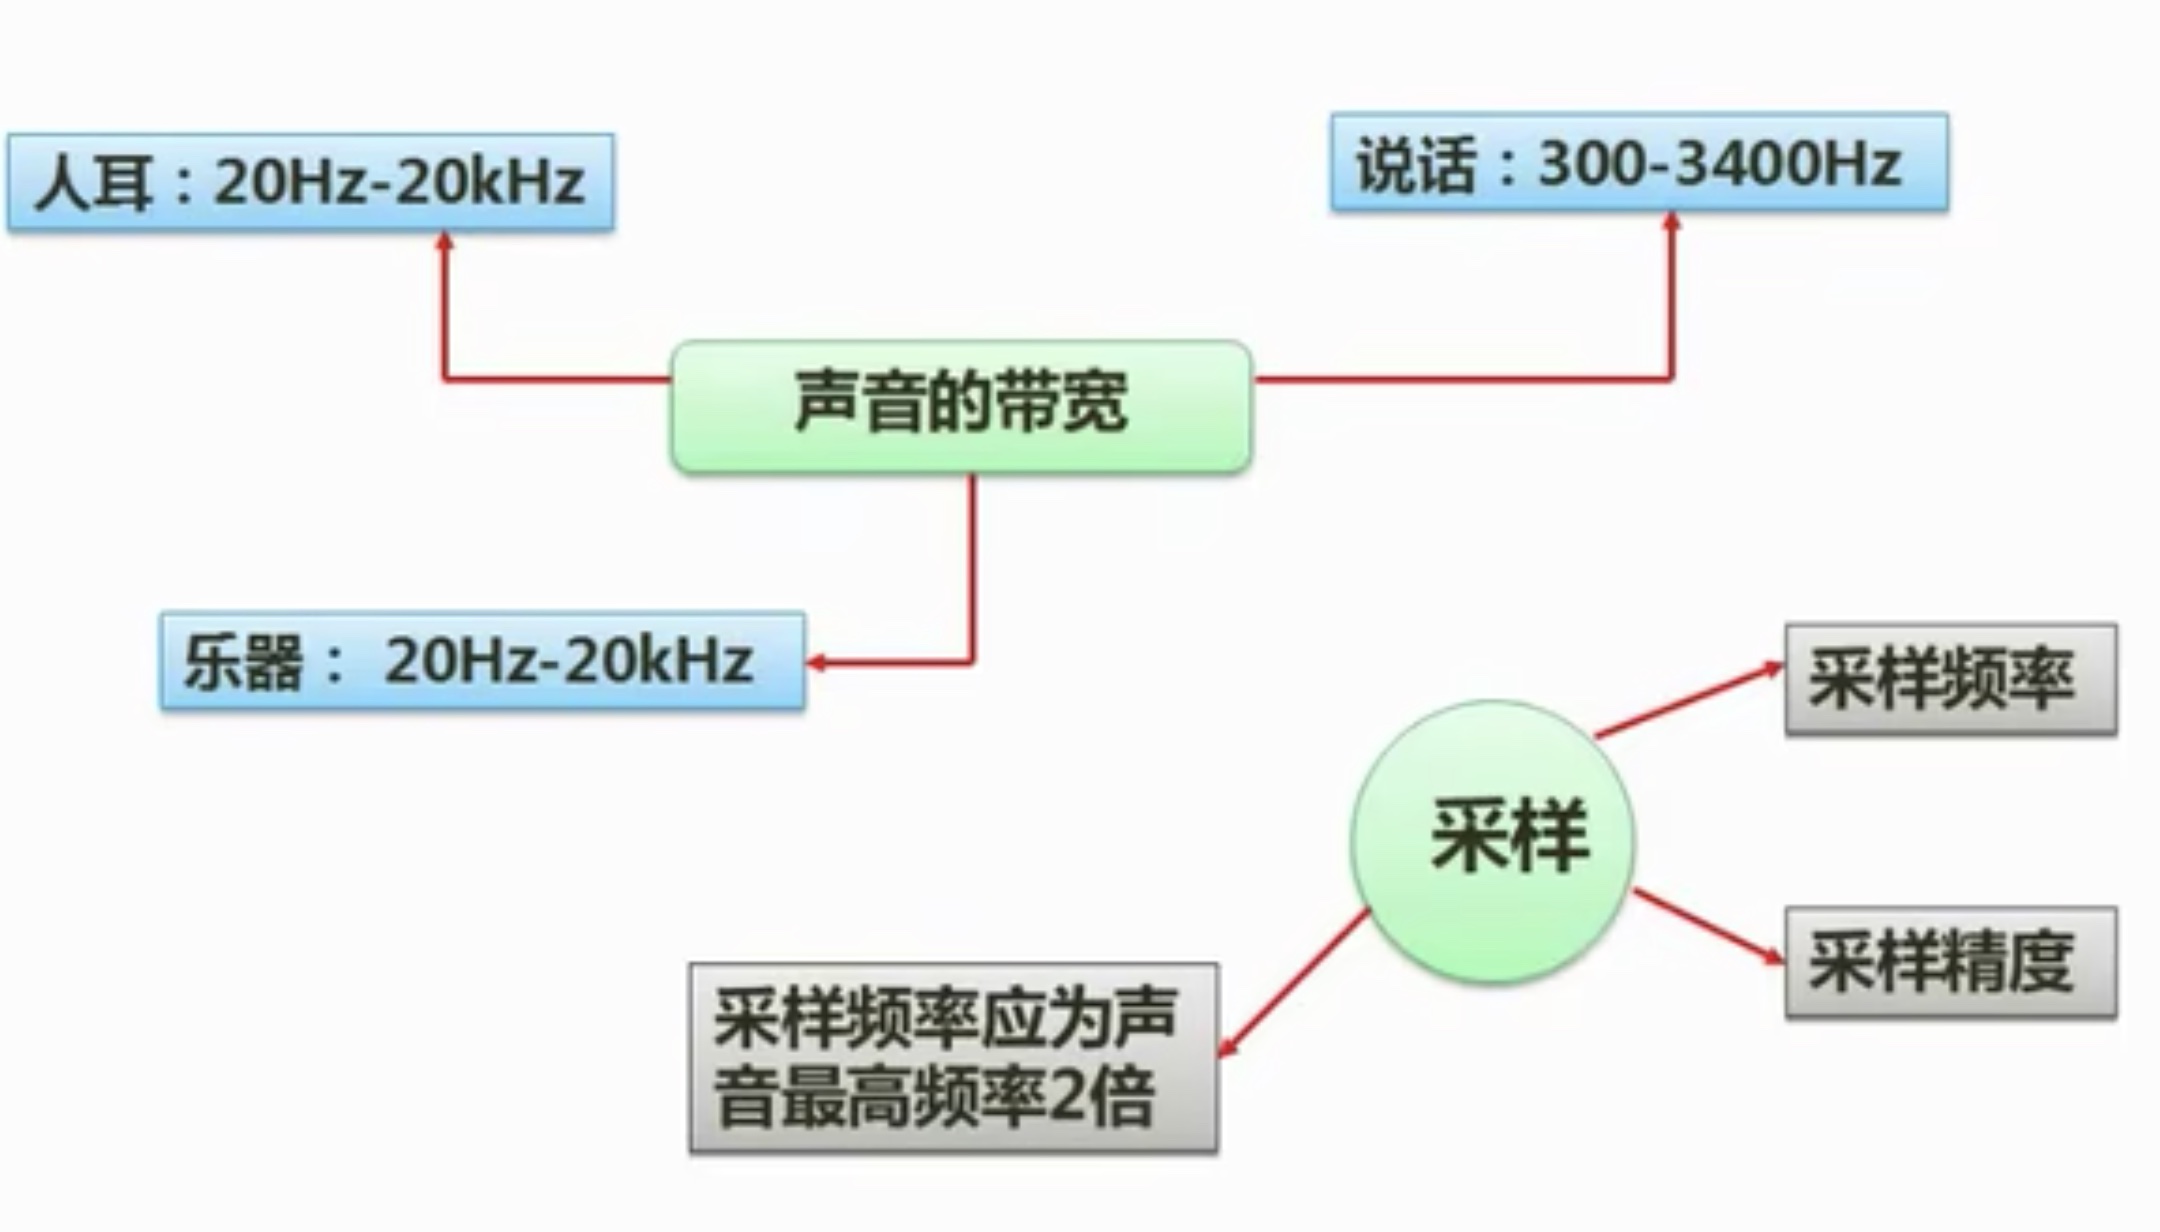 人耳：20Hz-20kHz
说话：300-3400Hz
声音的带宽
乐器： 20Hz-20kHz
采样频率
采样
采样精度
采样频率应为声
音最高频率2倍